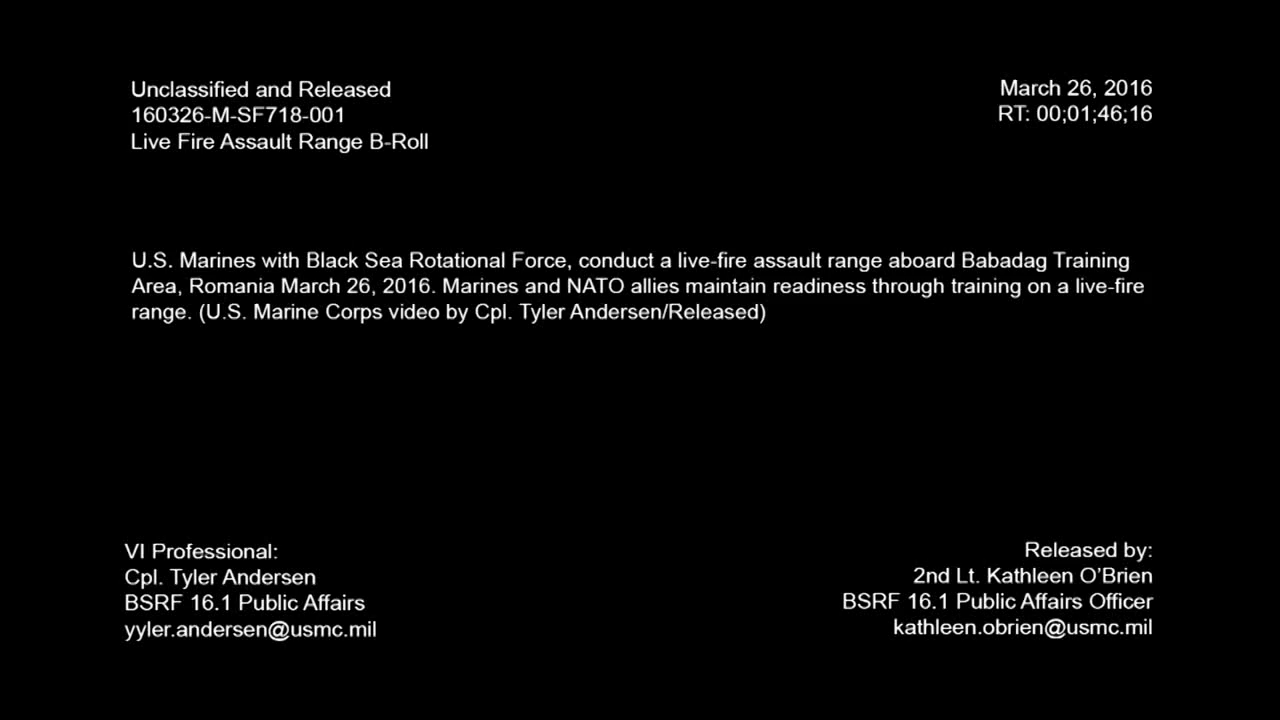 Unclassified and Released
160326-M-SF718-001
Live Fire Assault Range B-Roll
March 26, 2016
RT: 00;01;46;16
U.S. Marines with Black Sea Rotational Force, conduct a live-fire assault range aboard Babadag Training
Area, Romania March 26, 2016. Marines and NATO allies maintain readiness through training on a live-fire
range. (U.S. Marine Corps video by Cpl. Tyler Andersen/Released)
VI Professional:
Cpl. Tyler Andersen
BSRF 16.1 Public Affairs
yyler.andersen@usmc.mil
Released by:
2nd Lt. Kathleen O’Brien
BSRF 16.1 Public Affairs Officer
kathleen.obrien@usmc.mil